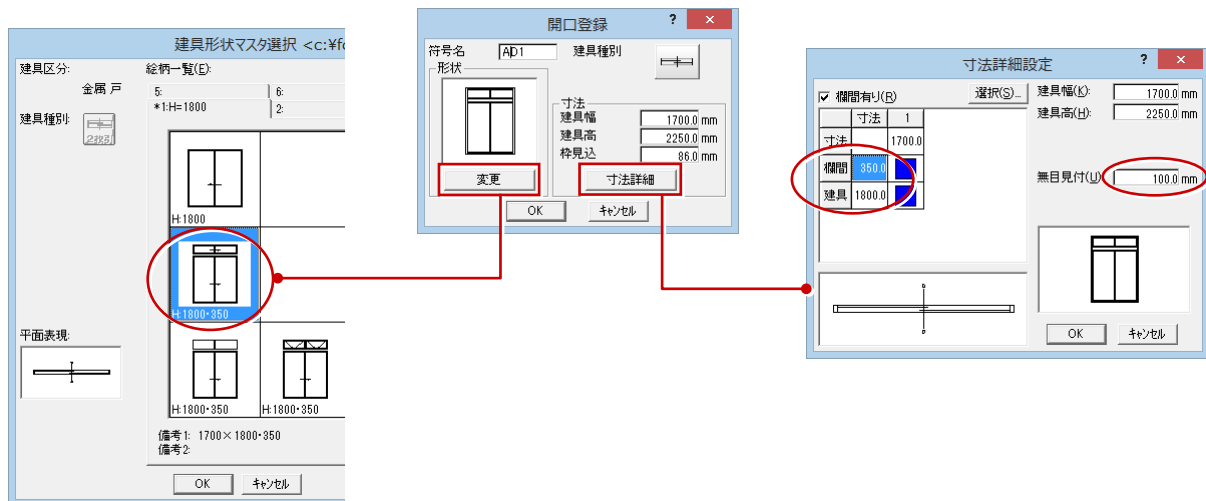 建具形状マスタ選択 <c:¥fc
建具区分:
金属 戸
建具種別:
2枚引
平面表現:
絵柄一覧(E):
5:
6:
*1:H=1800
2:
H:1800
H:1800・350
H:1800・350
H:1800・350
備考1: 1700×1800・350
備考2:
OK
ｷｬﾝｾﾙ
開口登録
?
×
符号名
AD1
建具種別
形状
変更
寸法
建具幅
1700.0 mm
建具高
2250.0 mm
枠見込
86.0 mm
寸法詳細
OK
ｷｬﾝｾﾙ
寸法詳細設定
?
×
欄間有り(R)
選択(S)...
寸法 1
寸法 1700.0
欄間 350.0
建具 1800.0
建具幅(K): 1700.0 mm
建具高(H): 2250.0 mm
無目見付(U) 100.0 mm
OK
ｷｬﾝｾﾙ